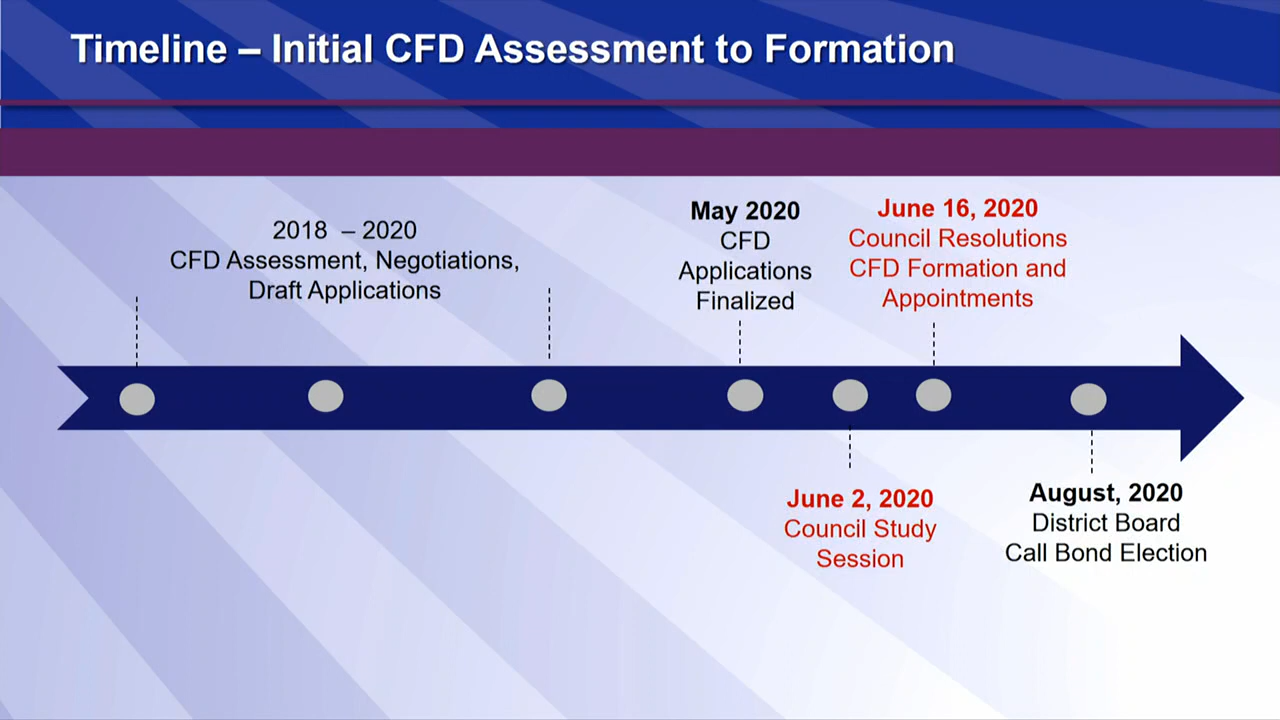 Timeline – Initial CFD Assessment to Formation
2018 – 2020
CFD Assessment, Negotiations,
Draft Applications
May 2020
CFD
Applications
Finalized
June 16, 2020
Council Resolutions
CFD Formation and
Appointments
June 2, 2020
Council Study
Session
August, 2020
District Board
Call Bond Election